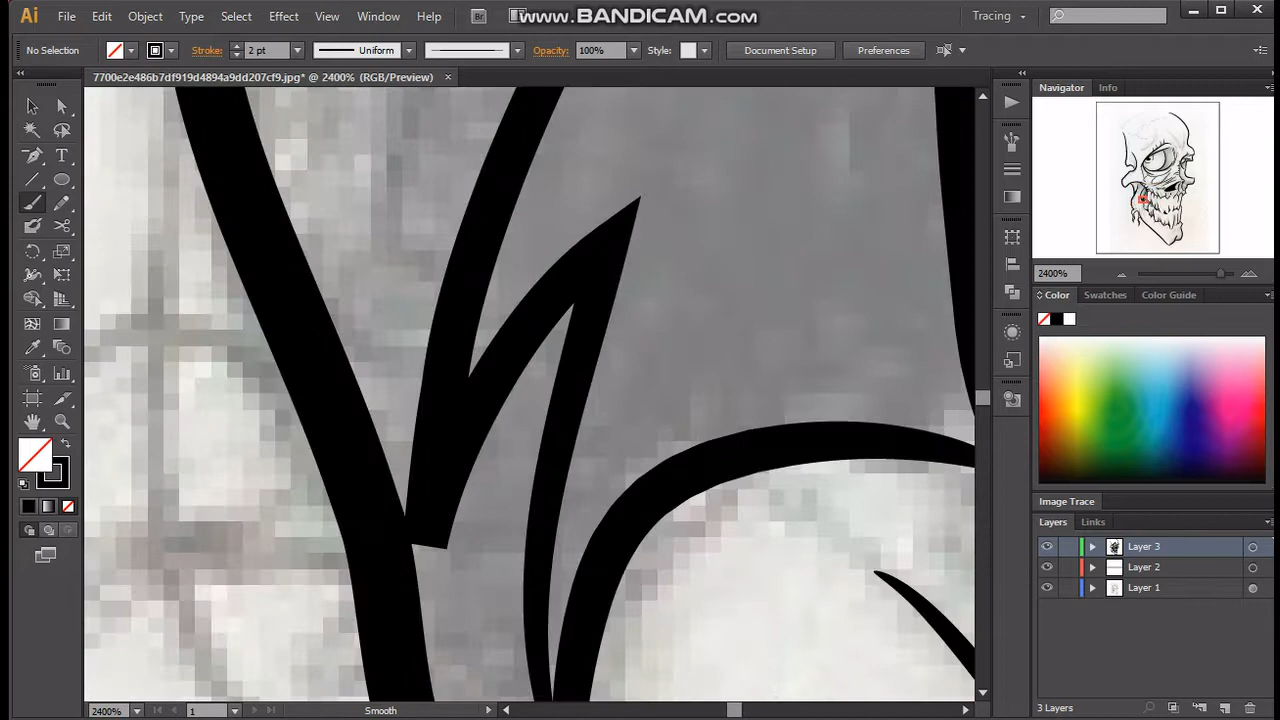 Ai File Edit Object Type Select Effect View Window Help Br www.BANDICAM.com Tracing
No Selection Stroke: 2 pt Uniform Opacity: 100% Style: Document Setup Preferences
7700e2e486b7df919d4894a9dd207cf9.jpg* @ 2400% (RGB/Preview) ×
Navigator Info
2400%
Color Swatches Color Guide
Image Trace
Layers Links
Layer 3
Layer 2
Layer 1
3 Layers
2400% 1 Smooth